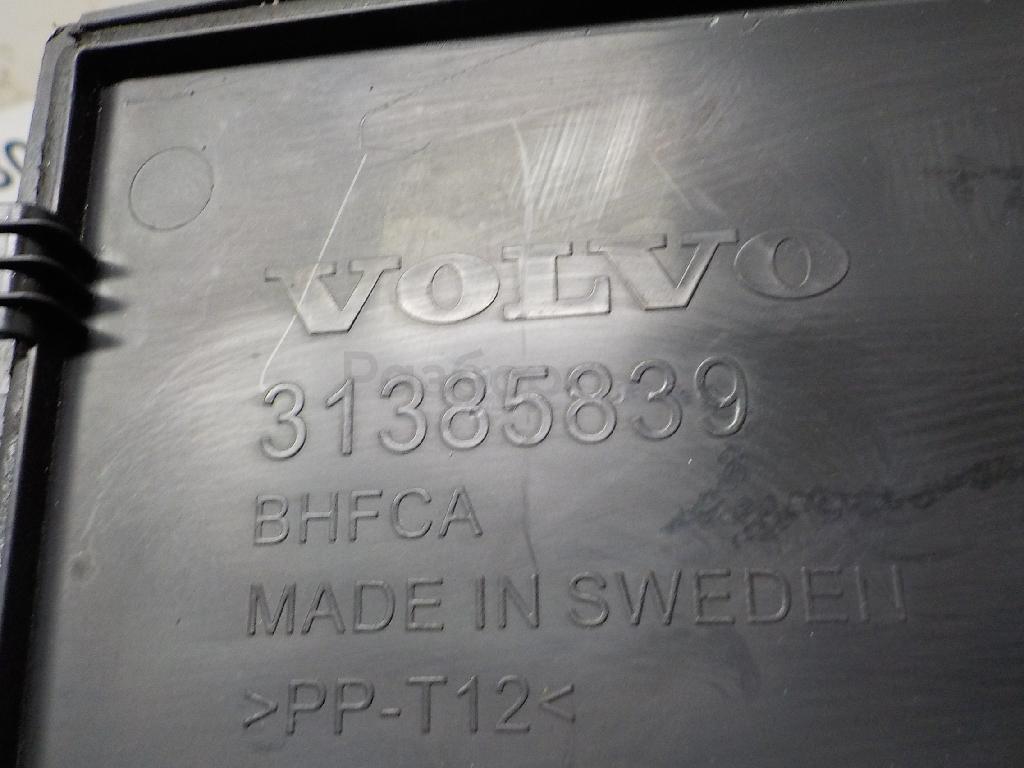 VOLVO
31385839
BHFCA
MADE IN SWEDEN
>PP-T12<